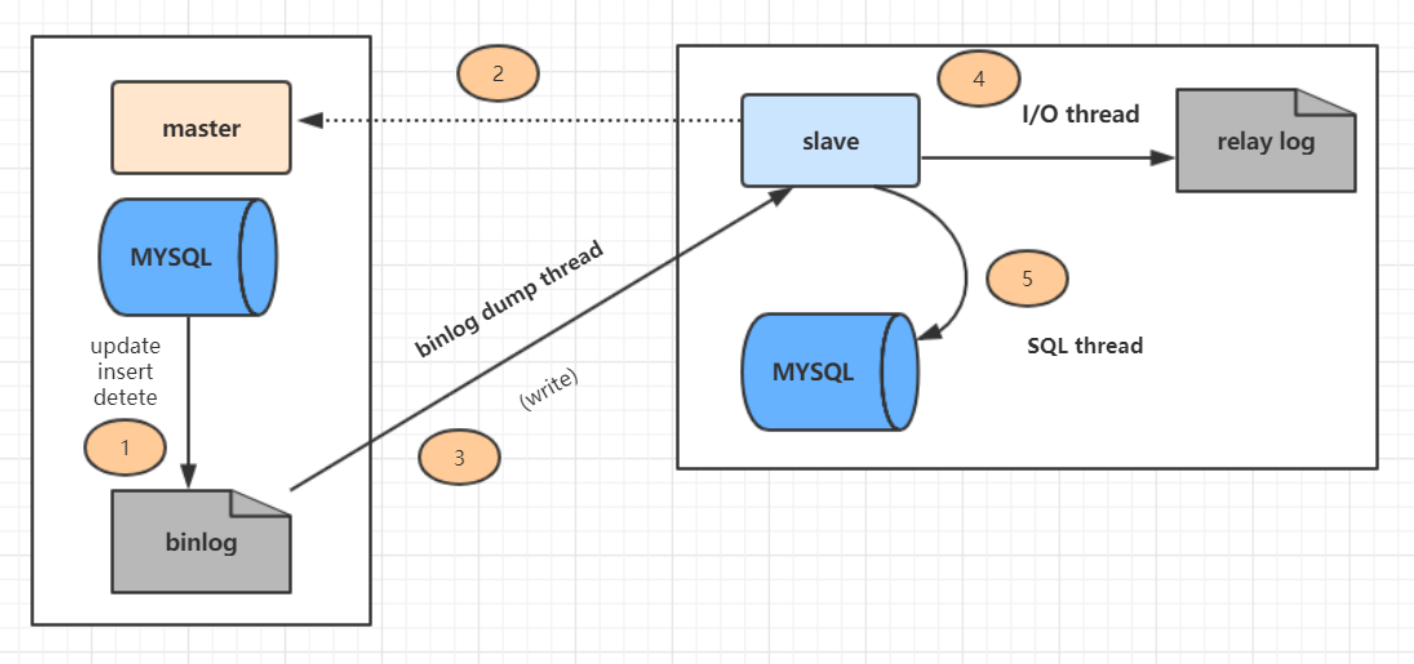 2
4
master
slave
I/O thread
relay log
MYSQL
binlog dump thread
5
update
insert
detete
(write)
SQL thread
MYSQL
1
3
binlog